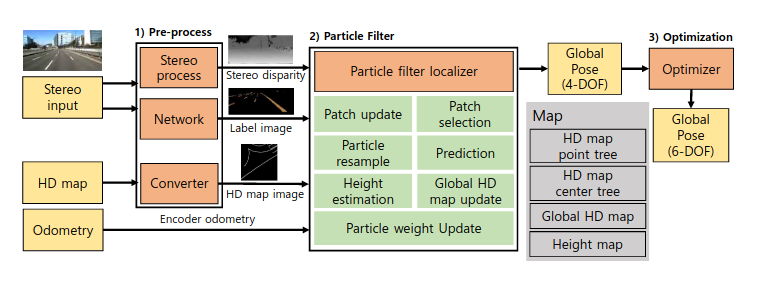 1) Pre-process
2) Particle Filter
3) Optimization
Stereo
input
HD map
Odometry
Stereo
process
Network
Converter
Stereo disparity
Label image
HD map image
Encoder odometry
Particle filter localizer
Patch update
Patch
selection
Particle
resample
Prediction
Height
estimation
Global HD
map update
Particle weight Update
Global
Pose
(4-DOF)
Optimizer
Global
Pose
(6-DOF)
Map
HD map
point tree
HD map
center tree
Global HD map
Height map